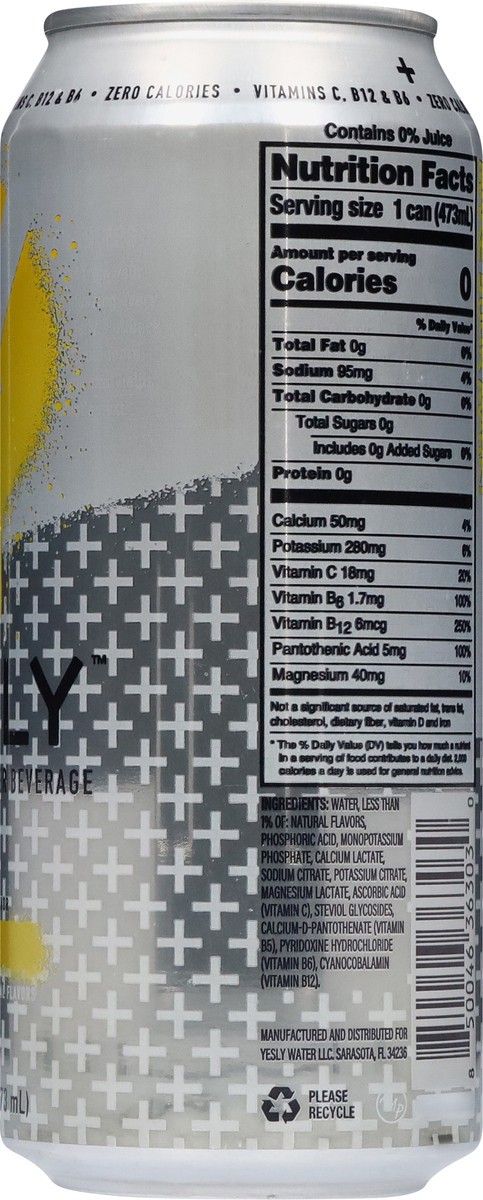 C, B12 & B6 • ZERO CALORIES • VITAMINS C, B12 & B6 • ZERO
Contains 0% Juice
Nutrition Facts
Serving size 1 can (473mL)
Amount per serving
Calories 0
% Daily Value*
Total Fat 0g 0%
Sodium 95mg 4%
Total Carbohydrate 0g 0%
Total Sugars 0g
Includes 0g Added Sugars 0%
Protein 0g
Calcium 50mg 4%
Potassium 280mg 6%
Vitamin C 18mg 20%
Vitamin B6 1.7mg 100%
Vitamin B12 6mcg 250%
Pantothenic Acid 5mg 100%
Magnesium 40mg 10%
Not a significant source of saturated fat, trans fat,
cholesterol, dietary fiber, vitamin D and iron
* The % Daily Value (DV) tells you how much a nutrient
in a serving of food contributes to a daily diet. 2,000
calories a day is used for general nutrition advice.
LY™
BEVERAGE
INGREDIENTS: WATER, LESS THAN
1% OF: NATURAL FLAVORS,
PHOSPHORIC ACID, MONOPOTASSIUM
PHOSPHATE, CALCIUM LACTATE,
SODIUM CITRATE, POTASSIUM CITRATE,
MAGNESIUM LACTATE, ASCORBIC ACID
(VITAMIN C), STEVIOL GLYCOSIDES,
CALCIUM-D-PANTOTHENATE (VITAMIN
B5), PYRIDOXINE HYDROCHLORIDE
(VITAMIN B6), CYANOCOBALAMIN
(VITAMIN B12).
MANUFACTURED AND DISTRIBUTED FOR
YESLY WATER LLC. SARASOTA, FL 34236
PLEASE
RECYCLE
8 50046 36303 0
mL)